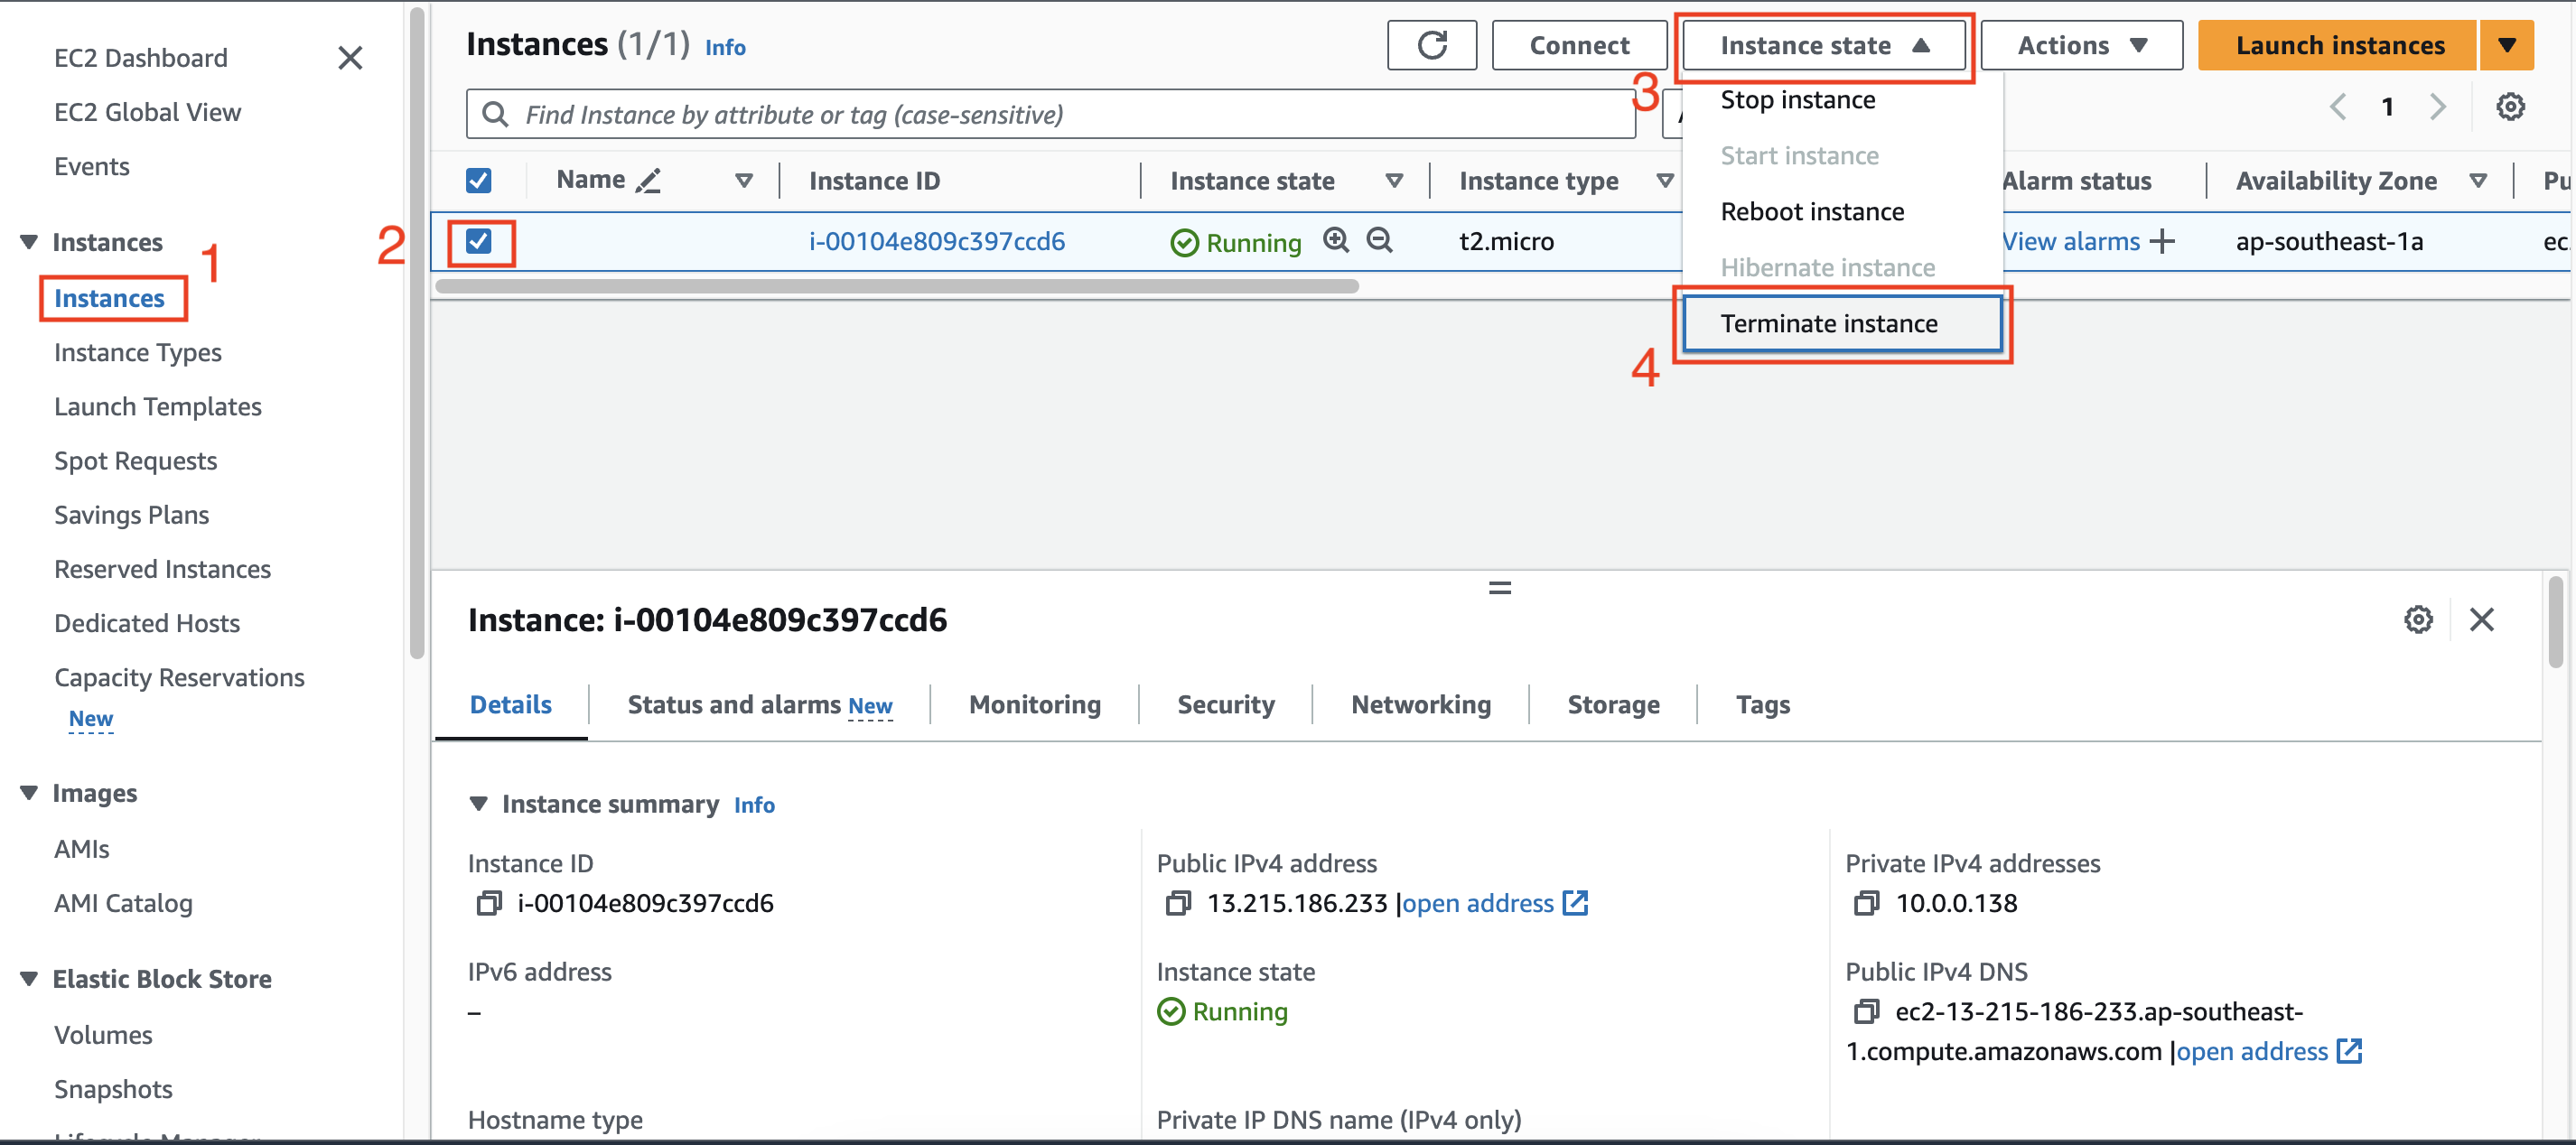 EC2 Dashboard
EC2 Global View
Events
Instances
1
Instances
Instance Types
Launch Templates
Spot Requests
Savings Plans
Reserved Instances
Dedicated Hosts
Capacity Reservations
New
Images
AMIs
AMI Catalog
Elastic Block Store
Volumes
Snapshots
Instances (1/1) Info
Connect
Instance state
Actions
Launch instances
3
Find Instance by attribute or tag (case-sensitive)
1
Stop instance
Start instance
Reboot instance
Hibernate instance
Terminate instance
4
Name Instance ID Instance state Instance type Alarm status Availability Zone Pu
2
i-00104e809c397ccd6 Running t2.micro View alarms + ap-southeast-1a ec
Instance: i-00104e809c397ccd6
Details Status and alarms New Monitoring Security Networking Storage Tags
Instance summary Info
Instance ID
i-00104e809c397ccd6
Public IPv4 address
13.215.186.233 |open address
Private IPv4 addresses
10.0.0.138
IPv6 address
–
Instance state
Running
Public IPv4 DNS
ec2-13-215-186-233.ap-southeast-
1.compute.amazonaws.com |open address
Hostname type
Private IP DNS name (IPv4 only)